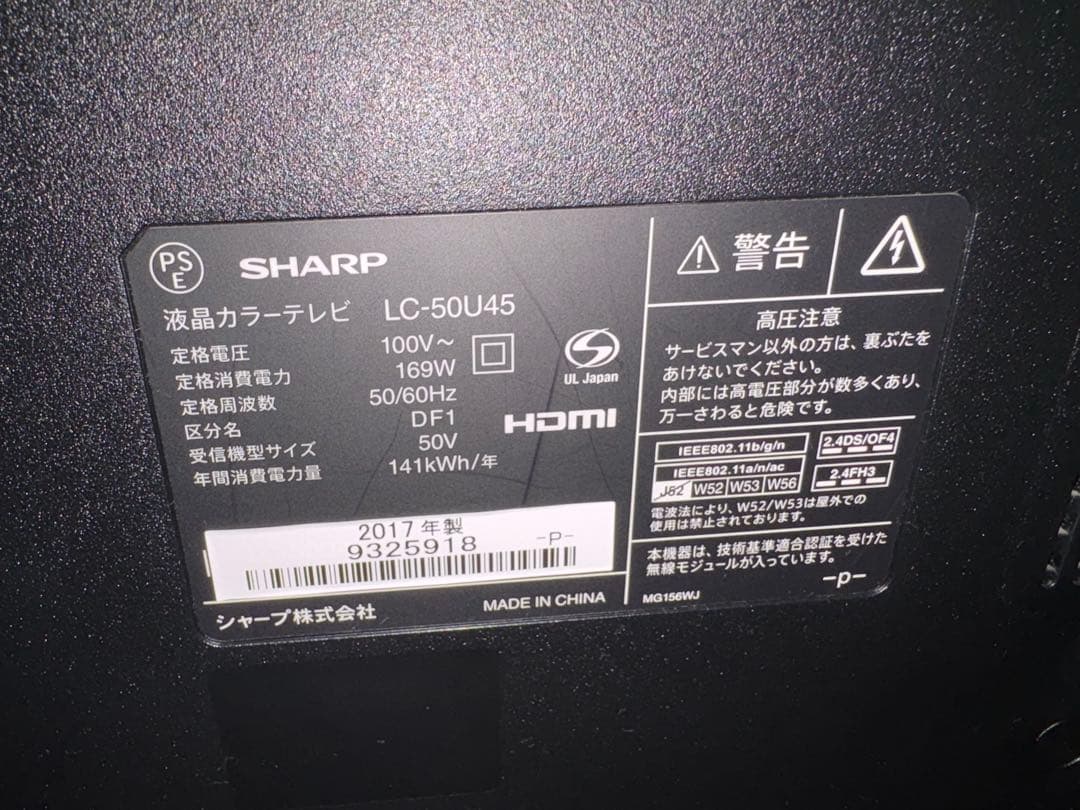 PS
E
SHARP
液晶カラーテレビ LC-50U45
定格電圧 100V～
定格消費電力 169W
定格周波数 50/60Hz
区分名 DF1
受信機型サイズ 50V
年間消費電力量 141kWh/年
UL Japan
HDMI
2017年製
9325918 -P-
シャープ株式会社 MADE IN CHINA
警告
高圧注意
サービスマン以外の方は、裏ぶたを
あけないでください。
内部には高電圧部分が数多くあり、
万一さわると危険です。
IEEE802.11b/g/n
IEEE802.11a/n/ac
J52 W52 W53 W56
2.4DS/OF4
2.4FH3
電波法により、W52/W53は屋外での
使用は禁止されております。
本機器は、技術基準適合認証を受けた
無線モジュールが入っています。
-p-
MG156WJ